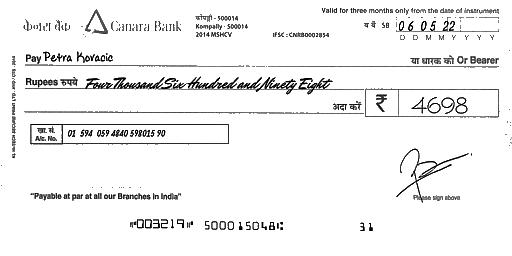 केनरा बैंक Canara Bank
कोंपल्ली - 500014
Kompally - 500014
2014 MSHCV
IFSC : CNRB0002854
Valid for three months only from the date of instrument
SB 06 05 22
D D M M Y Y Y Y
Pay Petra Kovacic
या धारक को Or Bearer
Rupees रुपये Four Thousand Six Hundred and Ninety Eight
अदा करें ₹ 4698
खा. सं.
A/c. No. 01 594 059 4840 598015 90
Please sign above
"Payable at par at all our Branches in India"
⑈003219⑈ 500015048⑆ 31